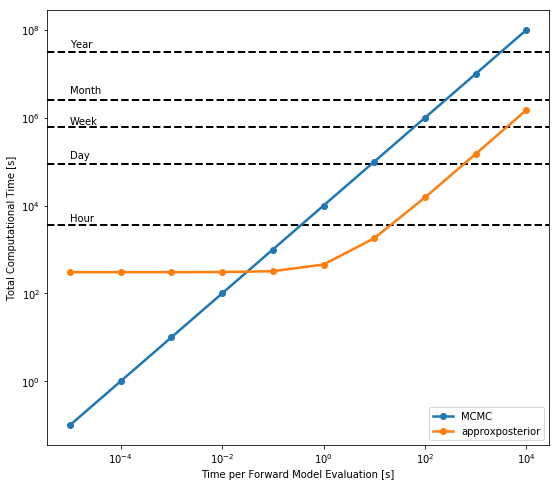 10^8
10^6
10^4
10^2
10^0
Year
Month
Week
Day
Hour
Total Computational Time [s]
MCMC
approxposterior
10^-4
10^-2
10^0
10^2
10^4
Time per Forward Model Evaluation [s]